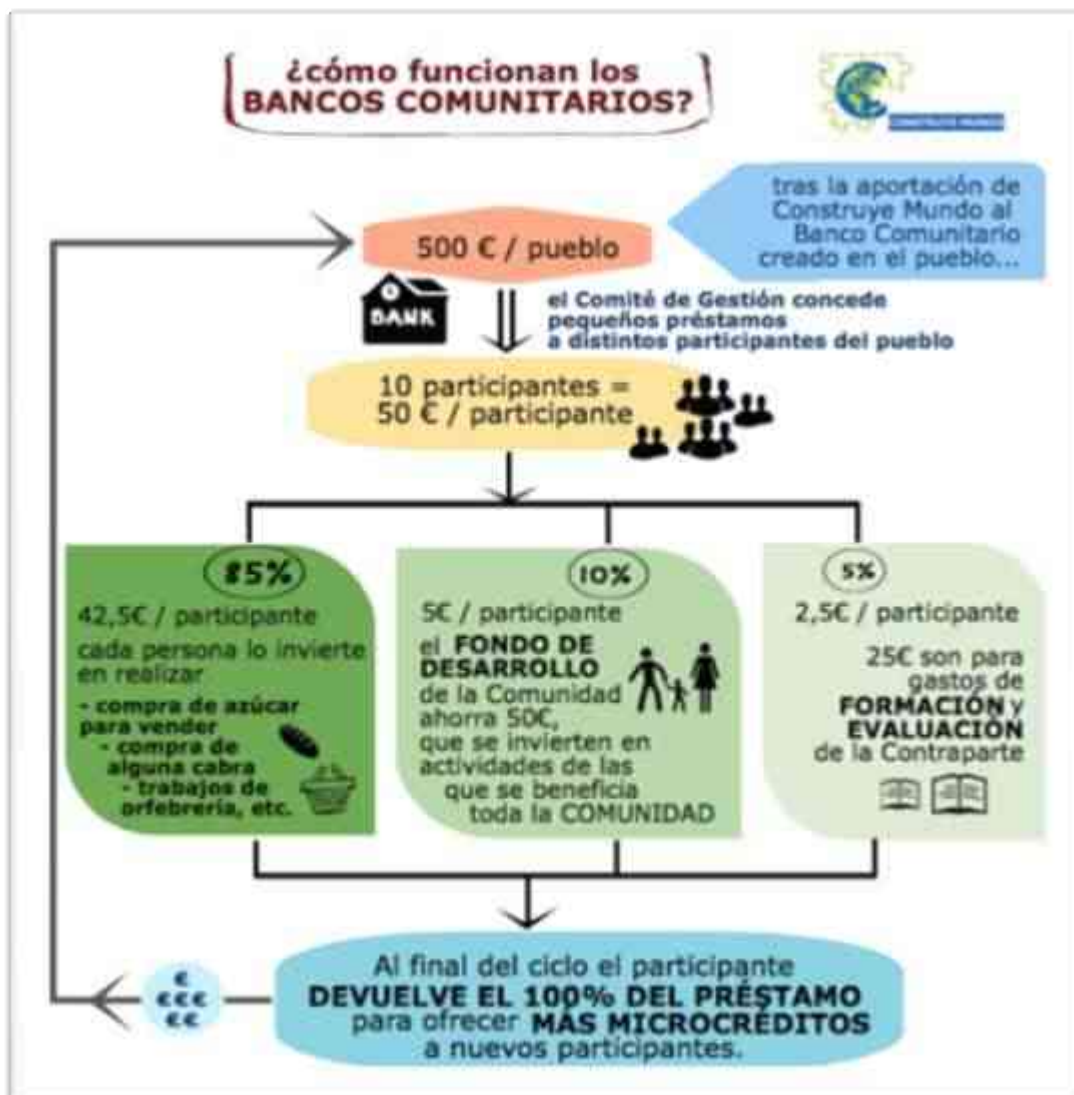 ¿cómo funcionan los
BANCOS COMUNITARIOS?
CONSTRUYE MUNDO
tras la aportación de
Construye Mundo al
Banco Comunitario
creado en el pueblo...
500 € / pueblo
BANK
el Comité de Gestión concede
pequeños préstamos
a distintos participantes del pueblo
10 participantes =
50 € / participante
85%
42,5€ / participante
cada persona lo invierte
en realizar
- compra de azúcar
para vender
- compra de
alguna cabra
- trabajos de
orfebrería, etc.
10%
5€ / participante
el FONDO DE
DESARROLLO
de la Comunidad
ahorra 50€,
que se invierten en
actividades de las
que se beneficia
toda la COMUNIDAD
5%
2,5€ / participante
25€ son para
gastos de
FORMACIÓN y
EVALUACIÓN
de la Contraparte
Al final del ciclo el participante
DEVUELVE EL 100% DEL PRÉSTAMO
para ofrecer MÁS MICROCRÉDITOS
a nuevos participantes.
€
€€€
€€